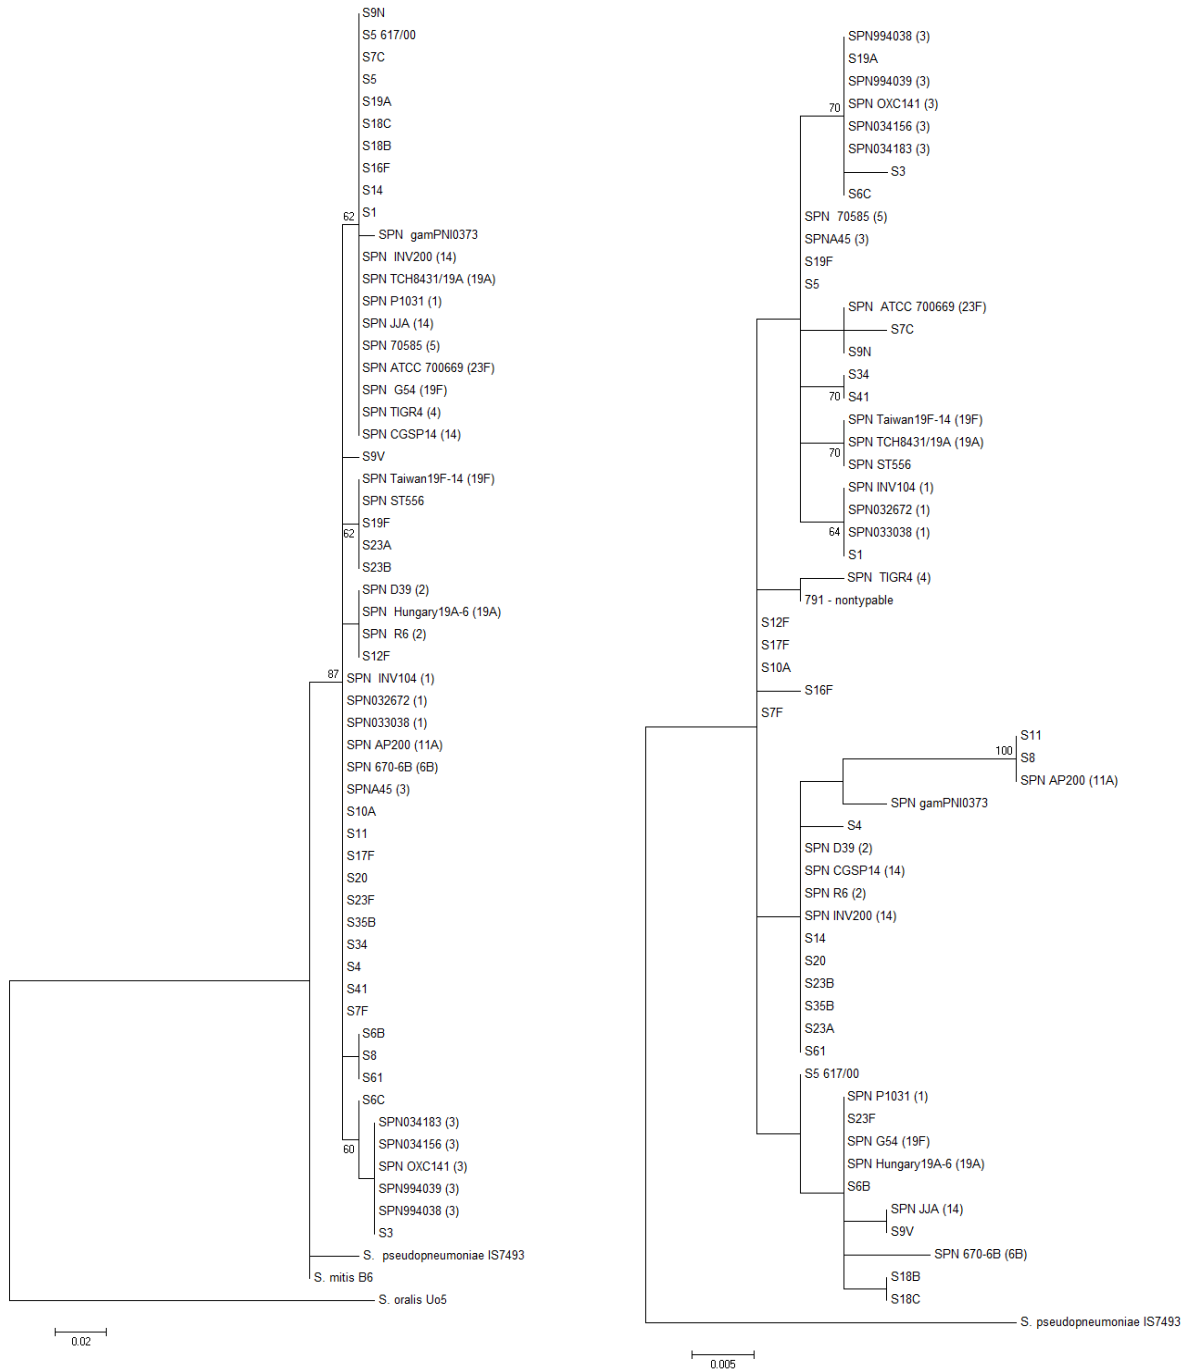 S9N
S5 617/00
S7C
S5
S19A
S18C
S18B
S16F
S14
S1
62
SPN gamPNI0373
SPN INV200 (14)
SPN TCH8431/19A (19A)
SPN P1031 (1)
SPN JJA (14)
SPN 70585 (5)
SPN ATCC 700669 (23F)
SPN G54 (19F)
SPN TIGR4 (4)
SPN CGSP14 (14)
S9V
SPN Taiwan19F-14 (19F)
SPN ST556
S19F
62
S23A
S23B
SPN D39 (2)
SPN Hungary19A-6 (19A)
SPN R6 (2)
S12F
87
SPN INV104 (1)
SPN032672 (1)
SPN033038 (1)
SPN AP200 (11A)
SPN 670-6B (6B)
SPNA45 (3)
S10A
S11
S17F
S20
S23F
S35B
S34
S4
S41
S7F
S6B
S8
S61
S6C
SPN034183 (3)
SPN034156 (3)
60
SPN OXC141 (3)
SPN994039 (3)
SPN994038 (3)
S3
S. pseudopneumoniae IS7493
S. mitis B6
S. oralis Uo5
0.02
SPN994038 (3)
S19A
SPN994039 (3)
SPN OXC141 (3)
70
SPN034156 (3)
SPN034183 (3)
S3
S6C
SPN 70585 (5)
SPNA45 (3)
S19F
S5
SPN ATCC 700669 (23F)
S7C
S9N
S34
70
S41
SPN Taiwan19F-14 (19F)
SPN TCH8431/19A (19A)
70
SPN ST556
SPN INV104 (1)
SPN032672 (1)
64
SPN033038 (1)
S1
SPN TIGR4 (4)
791 - nontypable
S12F
S17F
S10A
S16F
S7F
S11
100
S8
SPN AP200 (11A)
SPN gamPNI0373
S4
SPN D39 (2)
SPN CGSP14 (14)
SPN R6 (2)
SPN INV200 (14)
S14
S20
S23B
S35B
S23A
S61
S5 617/00
SPN P1031 (1)
S23F
SPN G54 (19F)
SPN Hungary19A-6 (19A)
S6B
SPN JJA (14)
S9V
SPN 670-6B (6B)
S18B
S18C
S. pseudopneumoniae IS7493
0.005